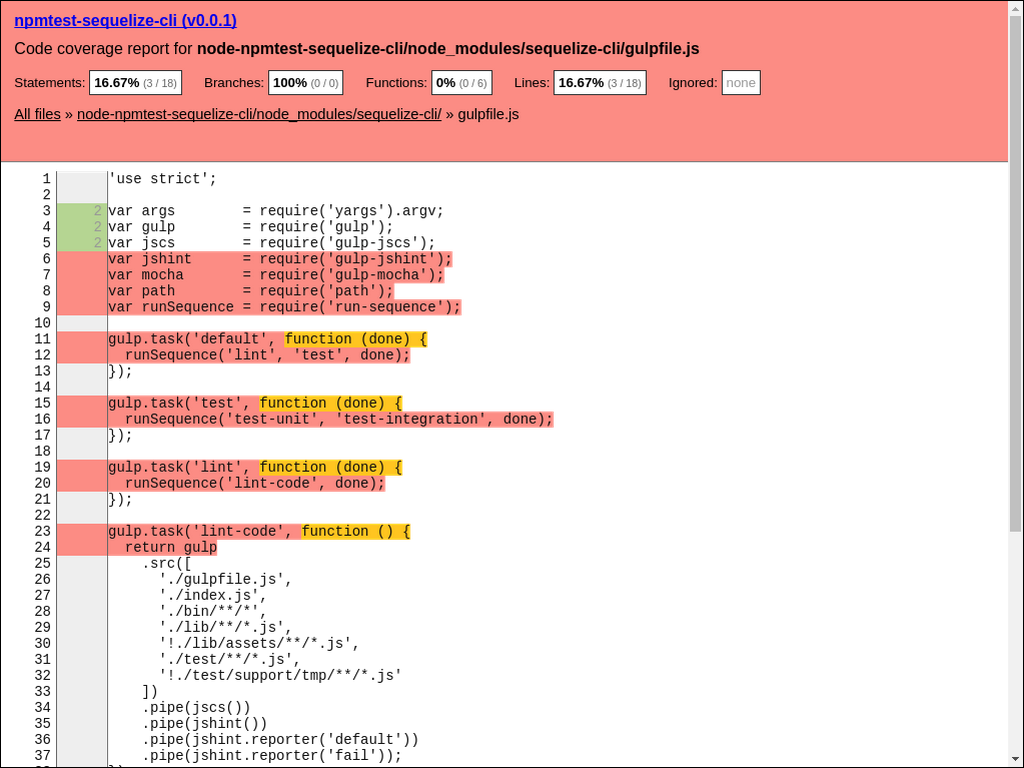 npmtest-sequelize-cli (v0.0.1)
Code coverage report for node-npmtest-sequelize-cli/node_modules/sequelize-cli/gulpfile.js
Statements: 16.67% (3 / 18) Branches: 100% (0 / 0) Functions: 0% (0 / 6) Lines: 16.67% (3 / 18) Ignored: none
All files » node-npmtest-sequelize-cli/node_modules/sequelize-cli/ » gulpfile.js
1 'use strict';
2
3 2 var args        = require('yargs').argv;
4 2 var gulp        = require('gulp');
5 2 var jscs        = require('gulp-jscs');
6 var jshint      = require('gulp-jshint');
7 var mocha       = require('gulp-mocha');
8 var path        = require('path');
9 var runSequence = require('run-sequence');
10
11 gulp.task('default', function (done) {
12   runSequence('lint', 'test', done);
13 });
14
15 gulp.task('test', function (done) {
16   runSequence('test-unit', 'test-integration', done);
17 });
18
19 gulp.task('lint', function (done) {
20   runSequence('lint-code', done);
21 });
22
23 gulp.task('lint-code', function () {
24   return gulp
25     .src([
26       './gulpfile.js',
27       './index.js',
28       './bin/**/*',
29       './lib/**/*.js',
30       '!./lib/assets/**/*.js',
31       './test/**/*.js',
32       '!./test/support/tmp/**/*.js'
33     ])
34     .pipe(jscs())
35     .pipe(jshint())
36     .pipe(jshint.reporter('default'))
37     .pipe(jshint.reporter('fail'));